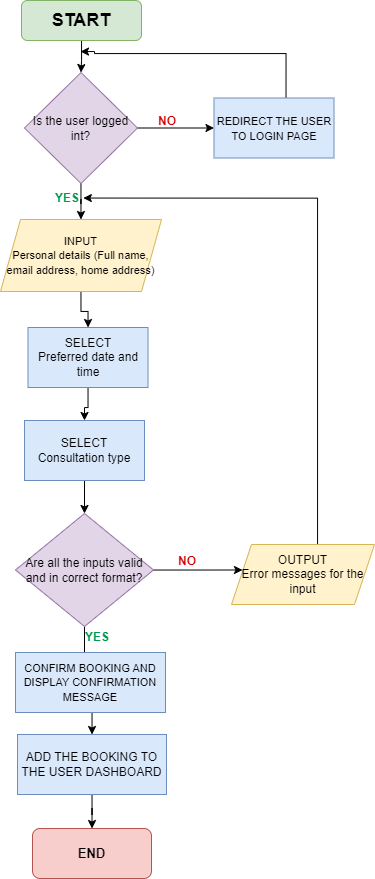 START
Is the user logged
int?
NO
REDIRECT THE USER
TO LOGIN PAGE
YES
INPUT
Personal details (Full name,
email address, home address)
SELECT
Preferred date and
time
SELECT
Consultation type
Are all the inputs valid
and in correct format?
NO
OUTPUT
Error messages for the
input
YES
CONFIRM BOOKING AND
DISPLAY CONFIRMATION
MESSAGE
ADD THE BOOKING TO
THE USER DASHBOARD
END